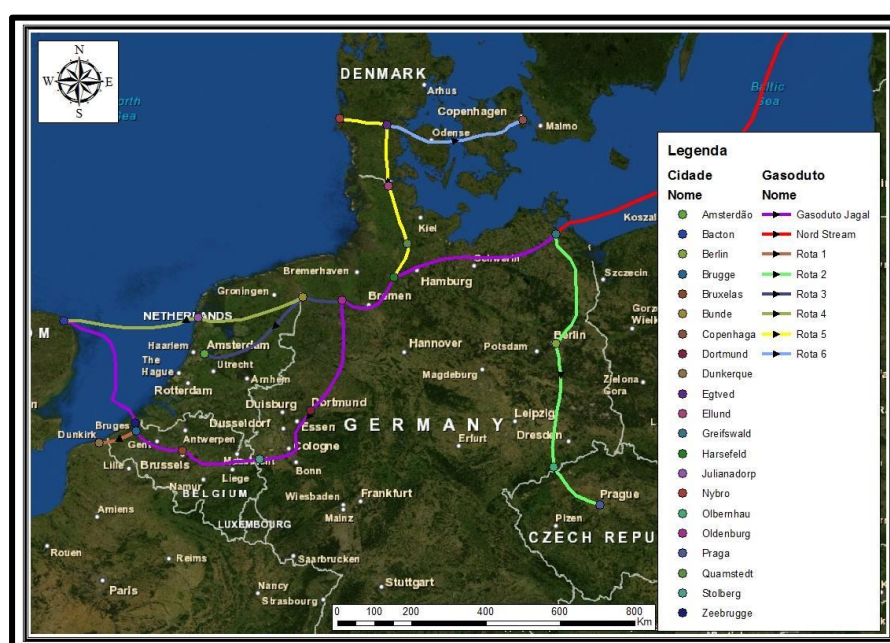 N
W E
S
DENMARK
Arhus
Copenhagen
Odense
Malmo
North
Sea
Baltic
Sea
Kiel
Koszal
Schwerin
Bremerhaven
Hamburg
Szczecin
Groningen
Bremen
NETHERLANDS
Gorzo
Wielk
OM
Haarlem
Amsterdam
Berlin
The
Hague
Utrecht
Hannover
Potsdam
Rotterdam
Arnhem
Magdeburg
Zielona
Gora
Duisburg
Dortmund
Bruges
Dusseldorf
Essen
GERMANY
Leipzig
Dunkirk
Antwerpen
Gent
Cologne
Erfurt
Dresden
Lille
Brussels
Bonn
Liege
Namur
BELGIUM
Wiesbaden
Frankfurt
Prague
Amiens
Mainz
LUXEMBOURG
Plzen
CZECH REPU
Rouen
Reims
Saarbrucken
Paris
Nancy
Stuttgart
Strasbourg
Legenda
Cidade Gasoduto
Nome Nome
Amsterdão Gasoduto Jagal
Bacton Nord Stream
Berlin Rota 1
Brugge Rota 2
Bruxelas Rota 3
Bunde Rota 4
Copenhaga Rota 5
Dortmund Rota 6
Dunkerque
Egtved
Ellund
Greifswald
Harsefeld
Julianadorp
Nybro
Olbernhau
Oldenburg
Praga
Quamstedt
Stolberg
Zeebrugge
0 100 200 400 600 800
Km